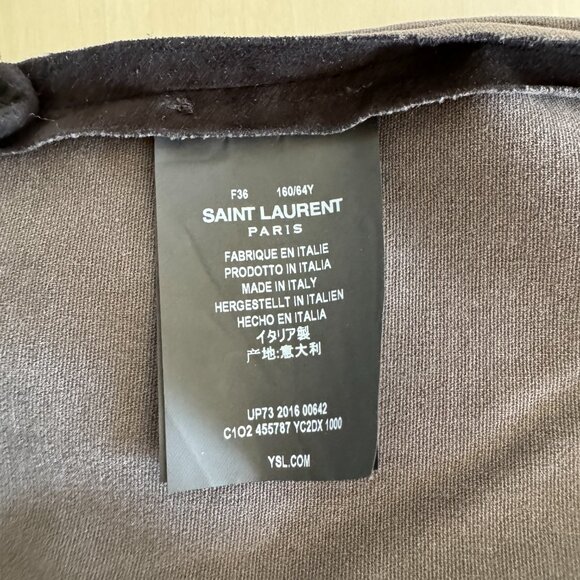 F36 160/64Y
SAINT LAURENT
PARIS
FABRIQUE EN ITALIE
PRODOTTO IN ITALIA
MADE IN ITALY
HERGESTELLT IN ITALIEN
HECHO EN ITALIA
イタリア製
产地:意大利
UP73 2016 00642
C1O2 455787 YC2DX 1000
YSL.COM